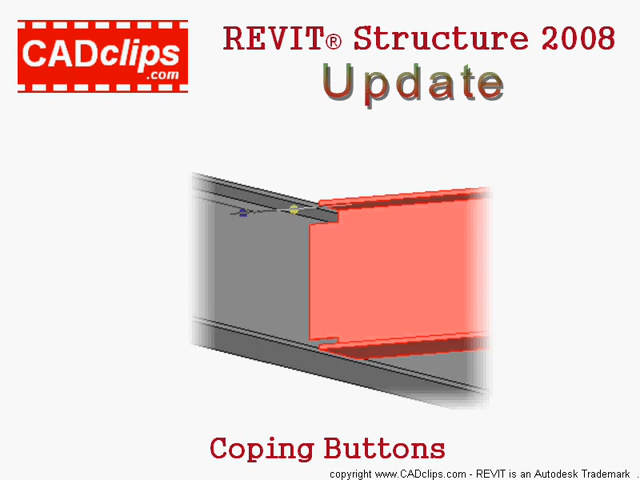 CADclips
.com
REVIT® Structure 2008
Update
Coping Buttons
copyright www.CADclips.com - REVIT is an Autodesk Trademark .